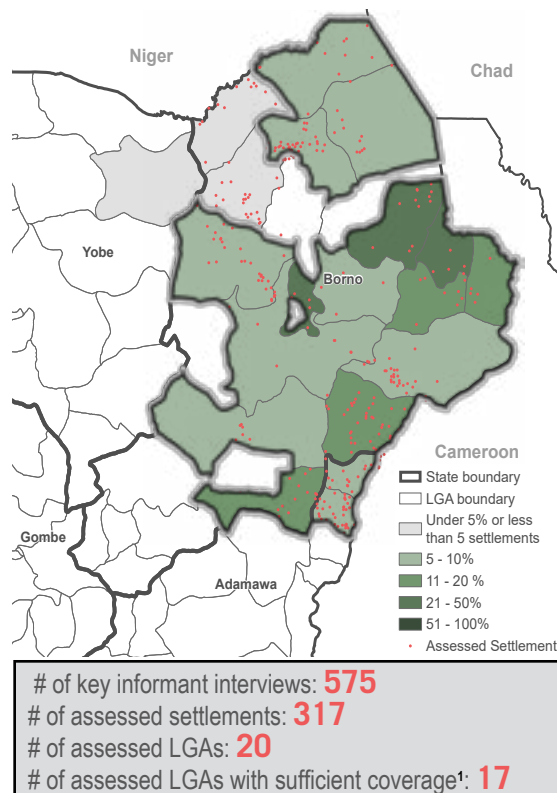 Niger
Chad
Yobe
Borno
Cameroon
State boundary
LGA boundary
Under 5% or less
than 5 settlements
5 - 10%
Gombe
11 - 20 %
Adamawa
21 - 50%
51 - 100%
Assessed Settlement
# of key informant interviews: 575
# of assessed settlements: 317
# of assessed LGAs: 20
# of assessed LGAs with sufficient coverage¹: 17